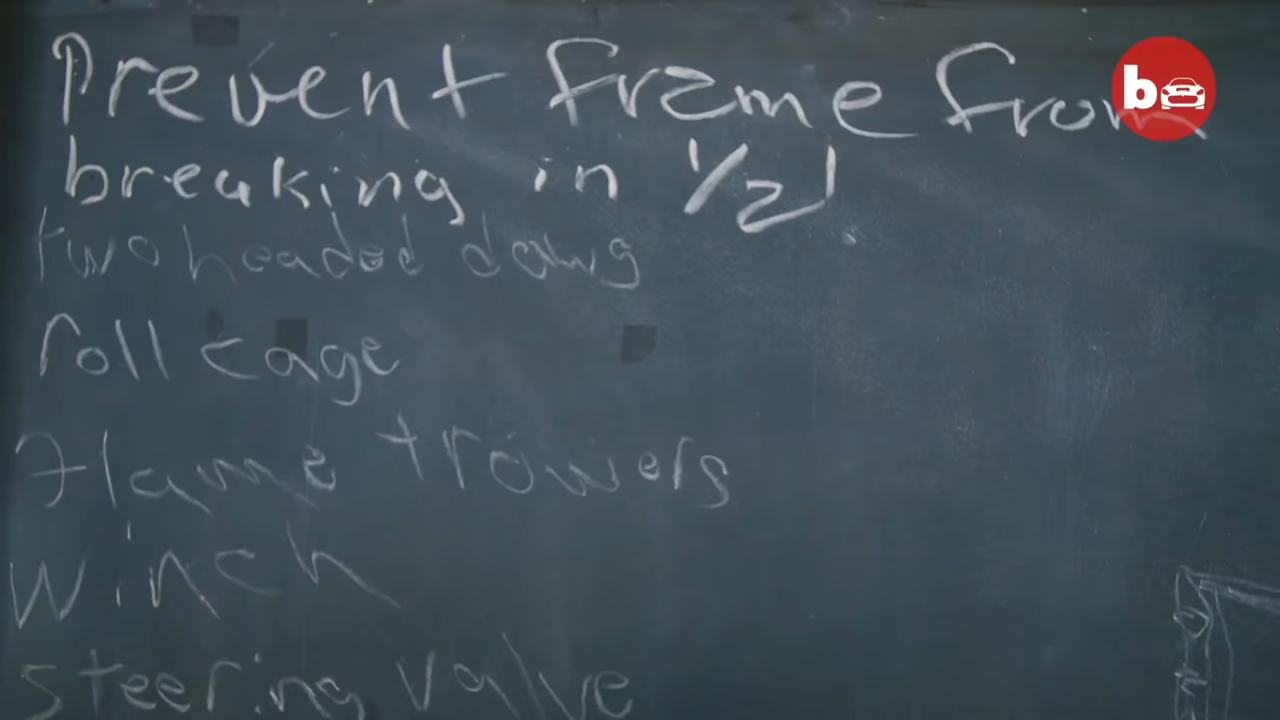 Prevent frame from
breaking in 1/2!
two headed dawg
roll cage
flame trowers
winch
steering valve
b